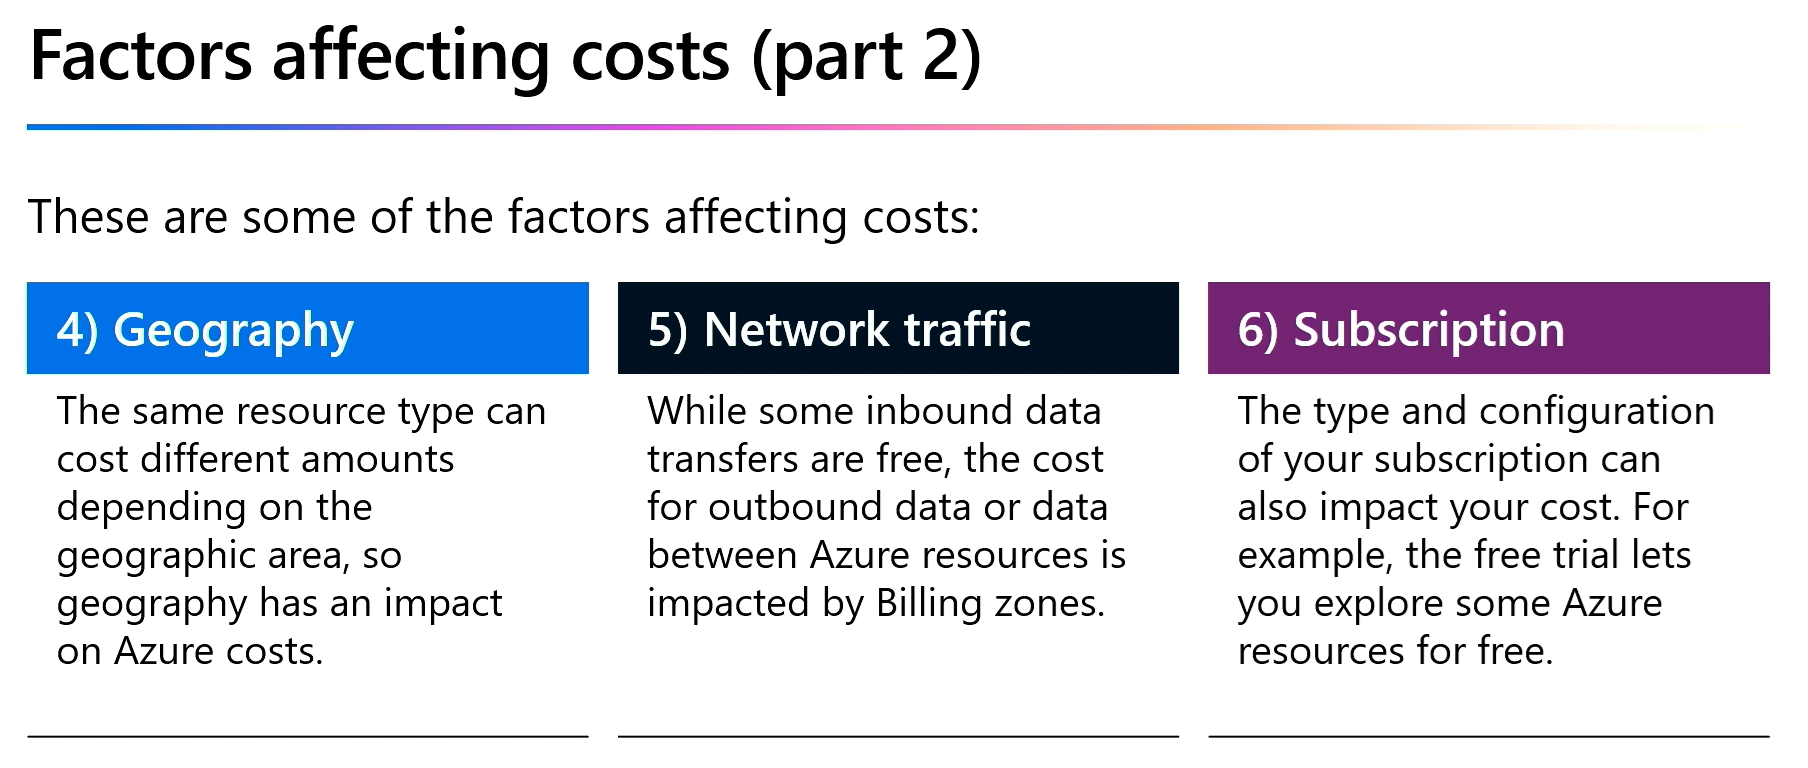 Factors affecting costs (part 2)
These are some of the factors affecting costs:
4) Geography
The same resource type can
cost different amounts
depending on the
geographic area, so
geography has an impact
on Azure costs.
5) Network traffic
While some inbound data
transfers are free, the cost
for outbound data or data
between Azure resources is
impacted by Billing zones.
6) Subscription
The type and configuration
of your subscription can
also impact your cost. For
example, the free trial lets
you explore some Azure
resources for free.